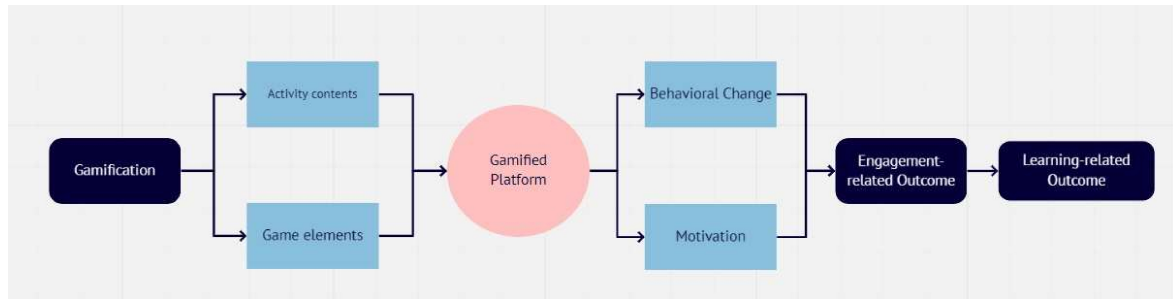 Gamification
Activity contents
Game elements
Gamified
Platform
Behavioral Change
Motivation
Engagement-
related Outcome
Learning-related
Outcome